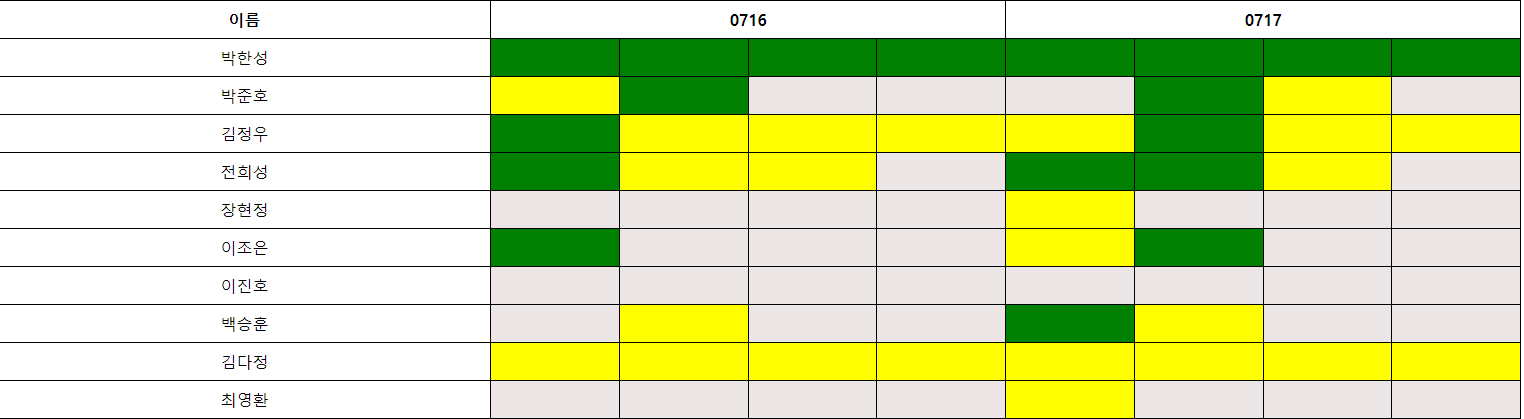 이름 0716 0717
박한성
박준호
김정우
전희성
장현정
이조은
이진호
백승훈
김다정
최영환